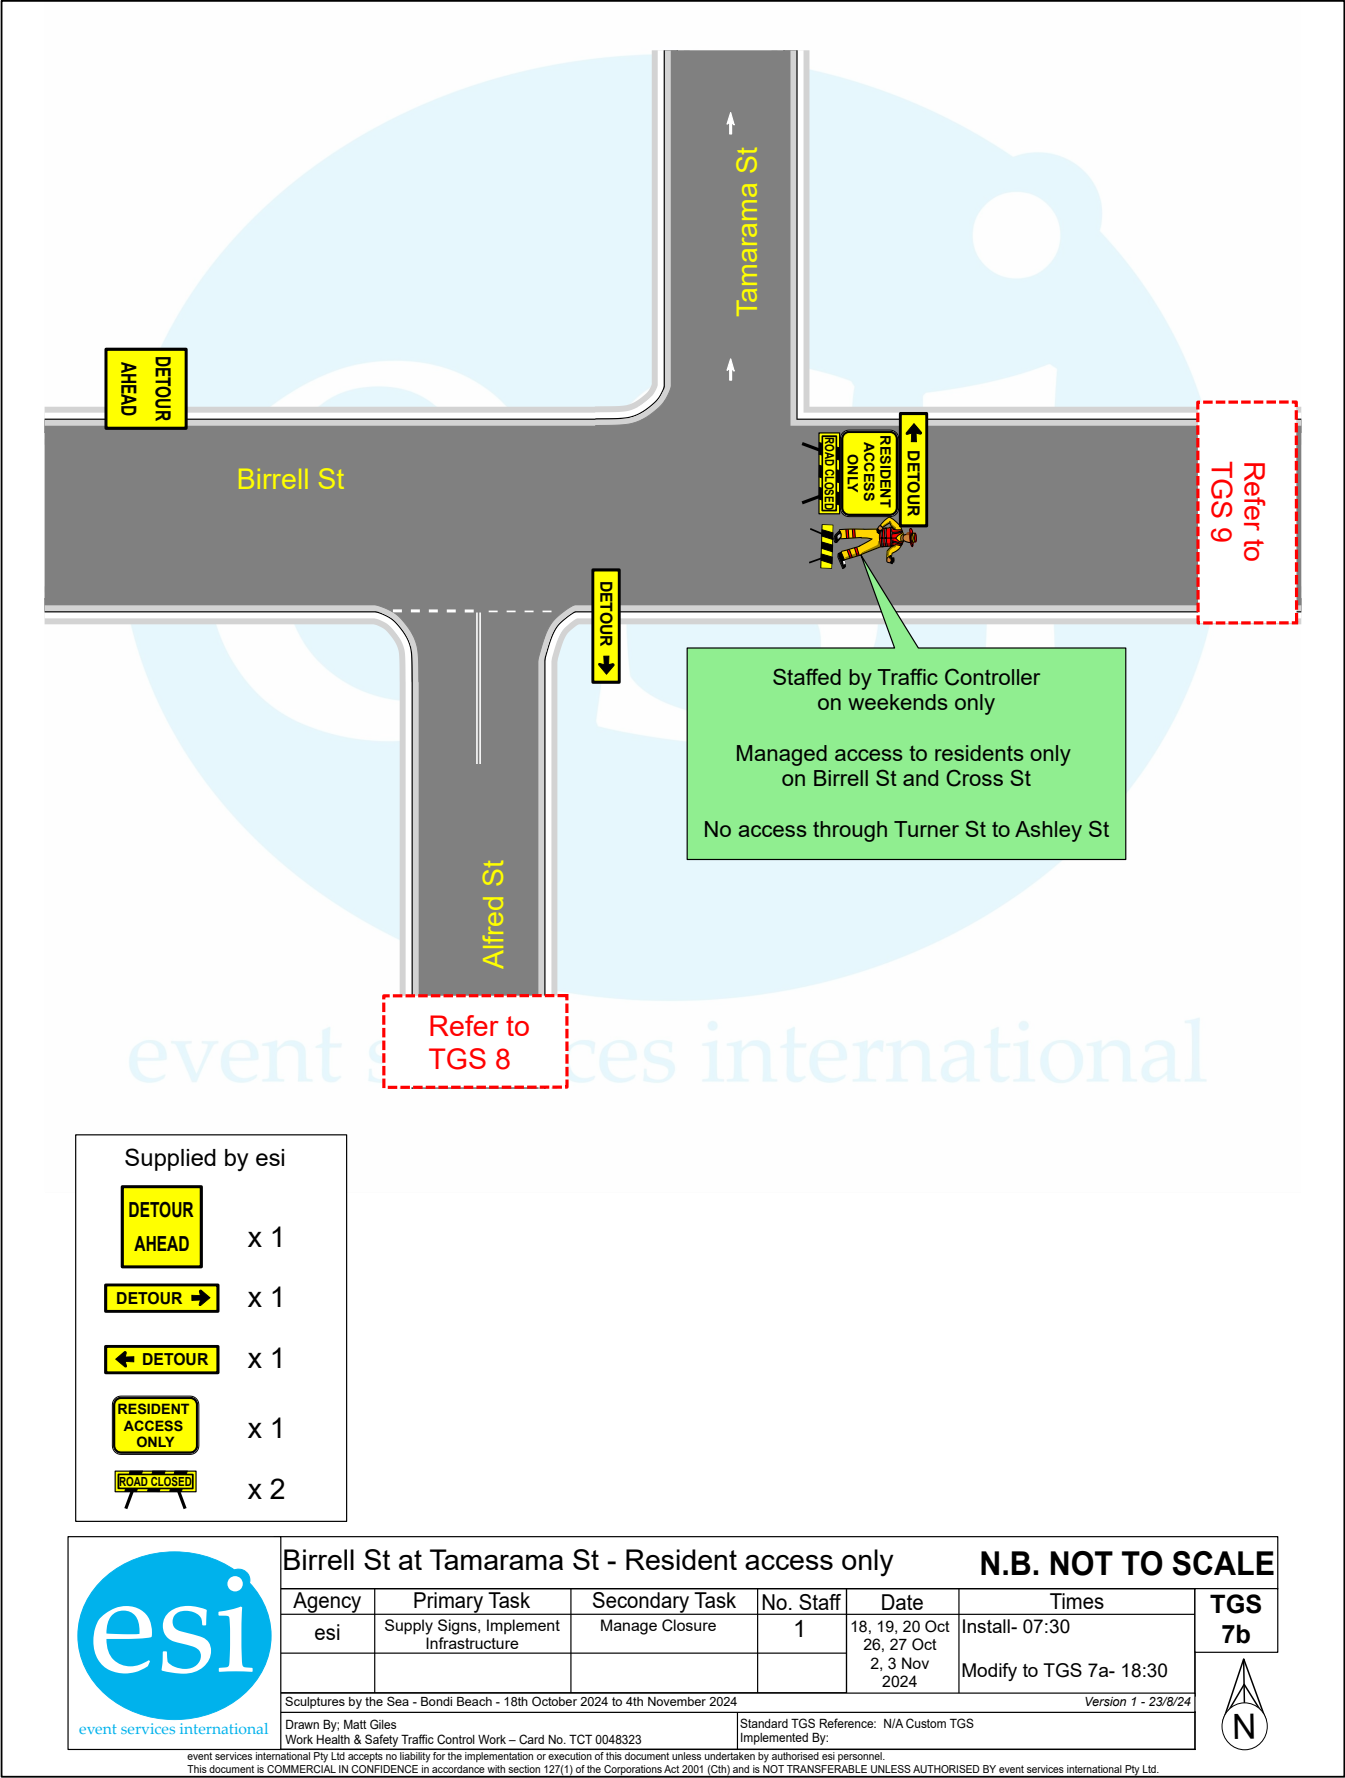 Tamarama St
DETOUR
AHEAD
Birrell St
DETOUR
RESIDENT
ACCESS
ONLY
ROAD CLOSED
Refer to
TGS 9
DETOUR
Staffed by Traffic Controller
on weekends only
Managed access to residents only
on Birrell St and Cross St
No access through Turner St to Ashley St
Alfred St
Refer to
TGS 8
event services international
Supplied by esi
DETOUR
AHEAD
x 1
DETOUR
x 1
DETOUR
x 1
RESIDENT
ACCESS
ONLY
x 1
ROAD CLOSED
x 2
esi
event services international
Birrell St at Tamarama St - Resident access only
N.B. NOT TO SCALE
Agency Primary Task Secondary Task No. Staff Date Times
esi
Supply Signs, Implement
Infrastructure
Manage Closure
1
18, 19, 20 Oct
26, 27 Oct
2, 3 Nov
2024
Install- 07:30
Modify to TGS 7a- 18:30
TGS
7b
Sculptures by the Sea - Bondi Beach - 18th October 2024 to 4th November 2024
Version 1 - 23/8/24
Drawn By; Matt Giles
Work Health & Safety Traffic Control Work – Card No. TCT 0048323
Standard TGS Reference: N/A Custom TGS
Implemented By:
N
event services international Pty Ltd accepts no liability for the implementation or execution of this document unless undertaken by authorised esi personnel.
This document is COMMERCIAL IN CONFIDENCE in accordance with section 127(1) of the Corporations Act 2001 (Cth) and is NOT TRANSFERABLE UNLESS AUTHORISED BY event services international Pty Ltd.